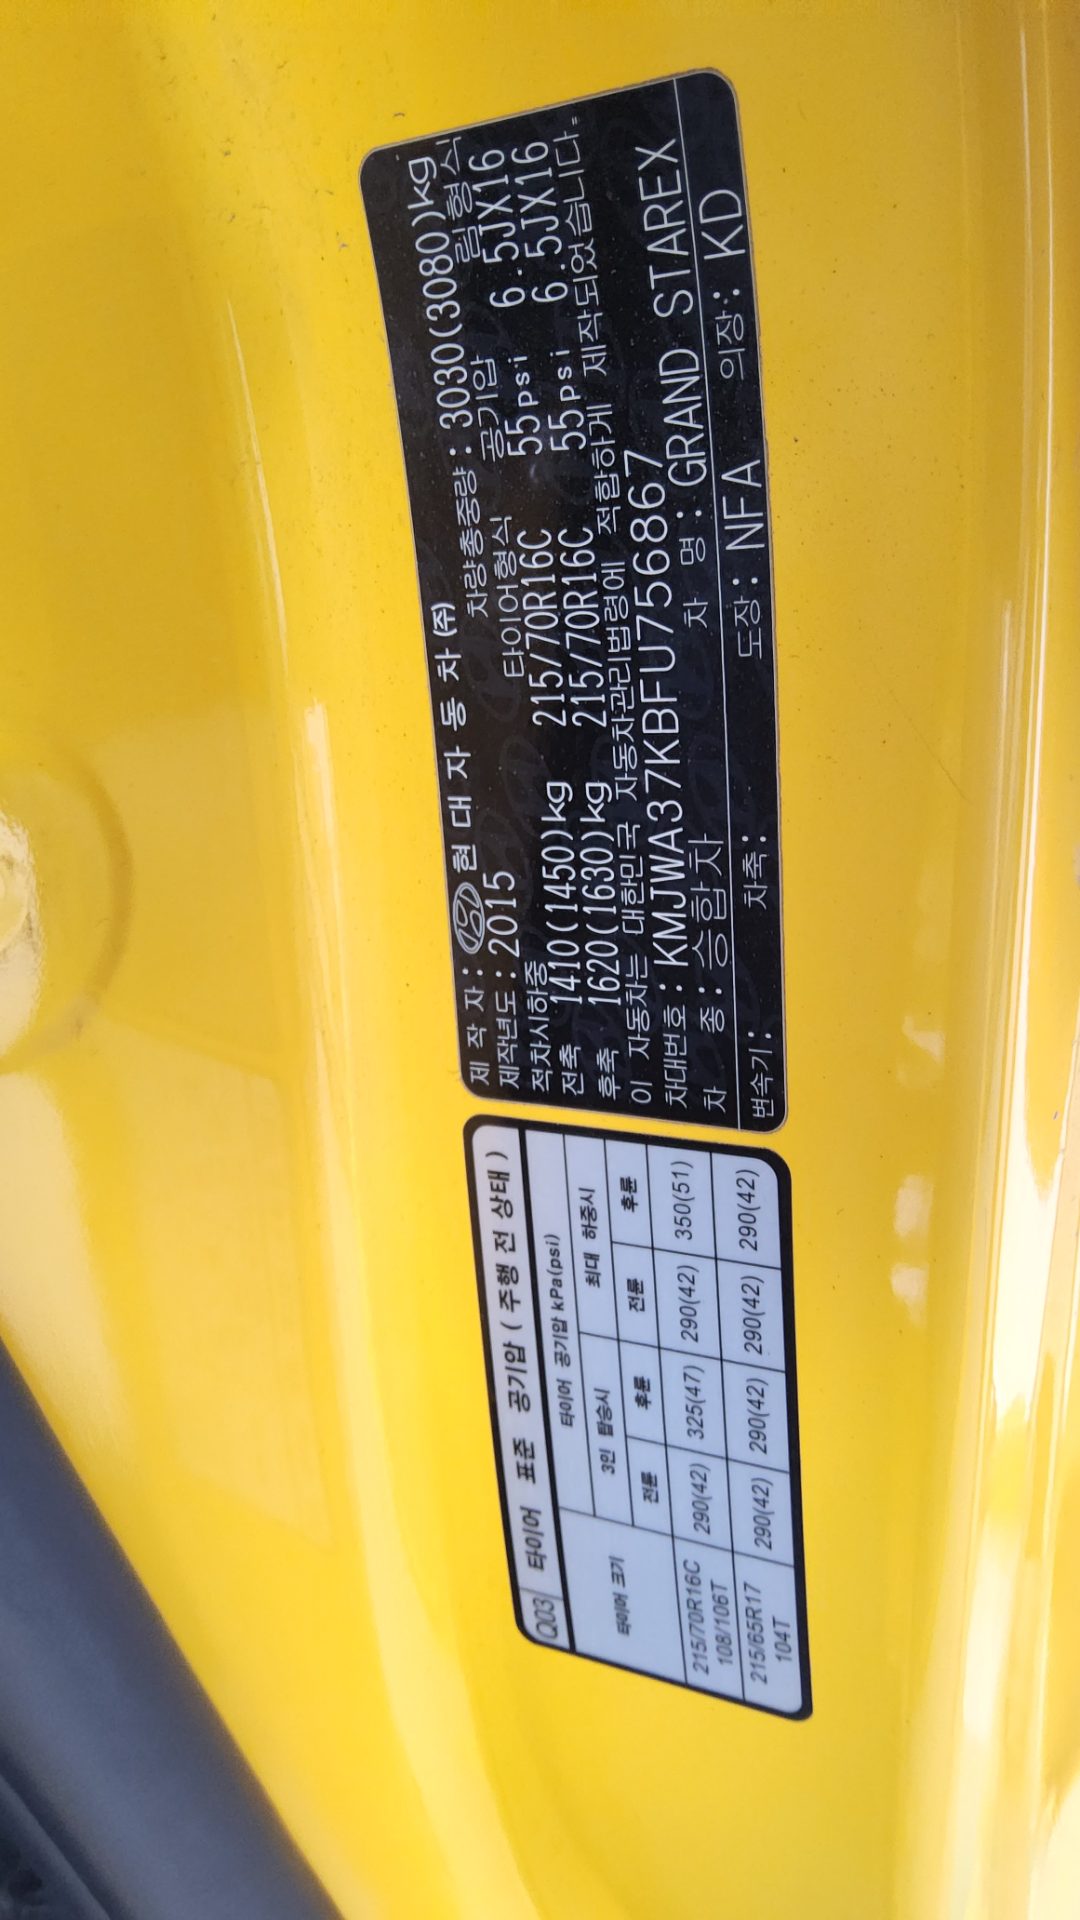 제 작 자 : 현 대 자 동 차 (주)
제작년도 : 2015 차량총중량 : 3030(3080)kg
적차시하중 타이어형식 공기압 림형식
전축 1410(1450)kg 215/70R16C 55psi 6.5JX16
후축 1620(1630)kg 215/70R16C 55psi 6.5JX16
이 자동차는 대한민국 자동차관리법령에 적합하게 제작되었습니다.
차대번호 : KMJWA37KBFU756867
차 종 : 승합차 차 명 : GRAND STAREX
변속기 : 차축 : 도장 : NFA 의장 : KD
Q03 타이어 표준 공기압 ( 주행 전 상태 )
타이어 크기 타이어 공기압 kPa(psi)
3인 탑승시 최대 하중시
전륜 후륜 전륜 후륜
215/70R16C 108/106T 290(42) 325(47) 290(42) 350(51)
215/65R17 104T 290(42) 290(42) 290(42) 290(42)